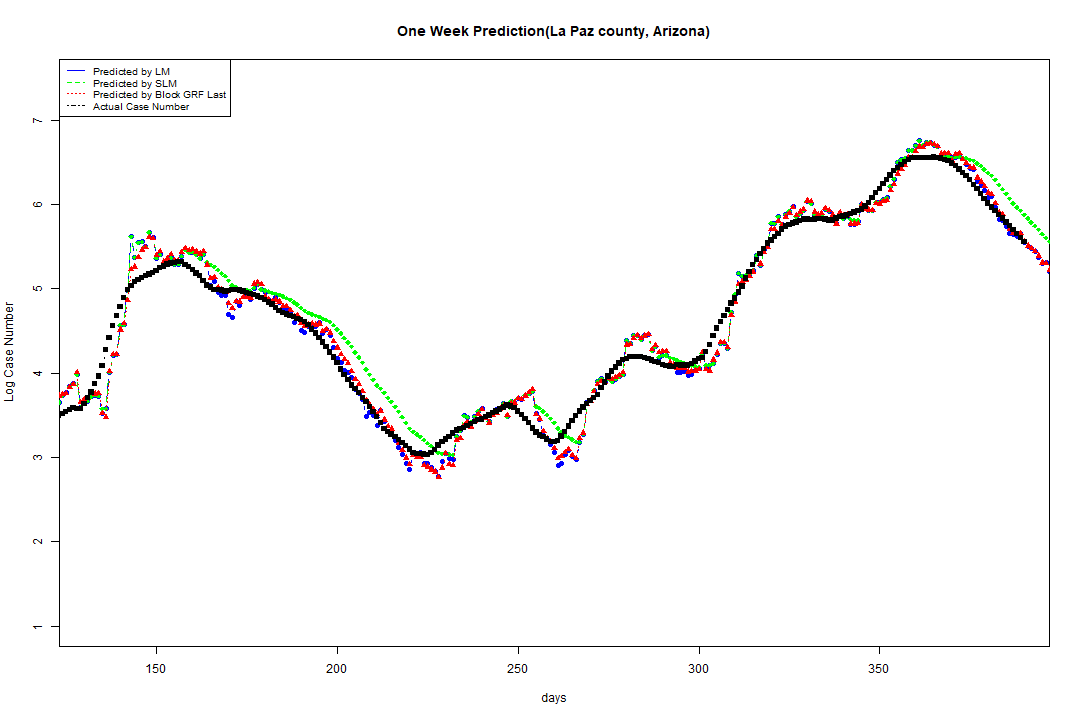 One Week Prediction(La Paz county, Arizona)
Predicted by LM
Predicted by SLM
Predicted by Block GRF Last
Actual Case Number
Log Case Number
7
6
5
4
3
2
1
150 200 250 300 350
days